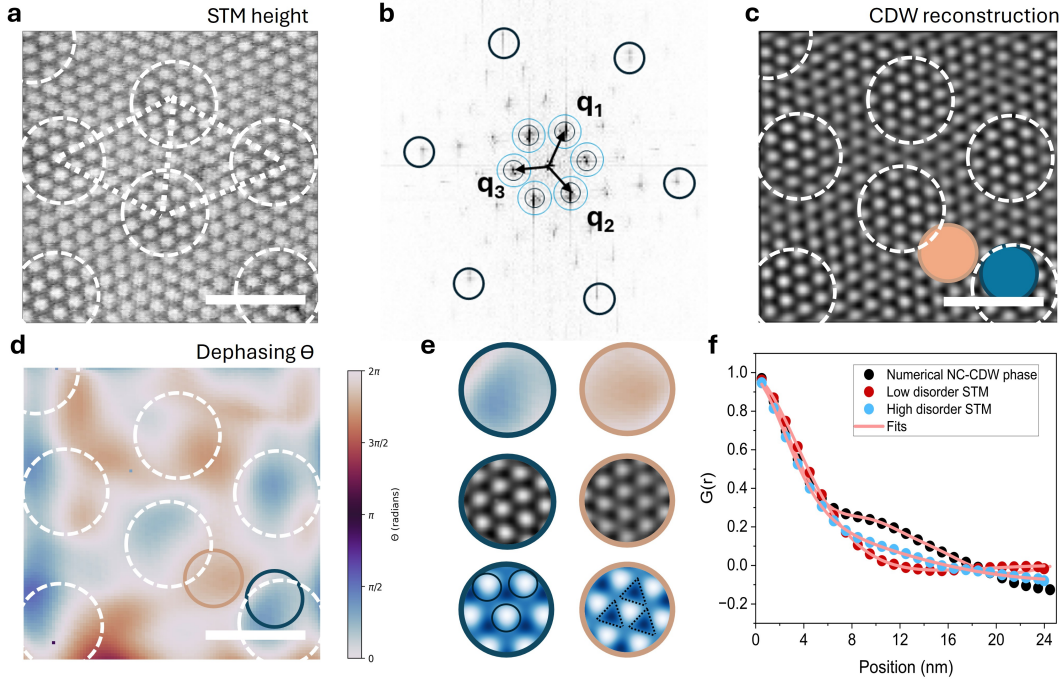 a
STM height
b
q1
q3
q2
c
CDW reconstruction
d
Dephasing Θ
2π
3π/2
π
π/2
0
Θ (radians)
e
f
Numerical NC-CDW phase
Low disorder STM
High disorder STM
Fits
G(r)
1.0
0.8
0.6
0.4
0.2
0.0
−0.2
0
4
8
12
16
20
24
Position (nm)